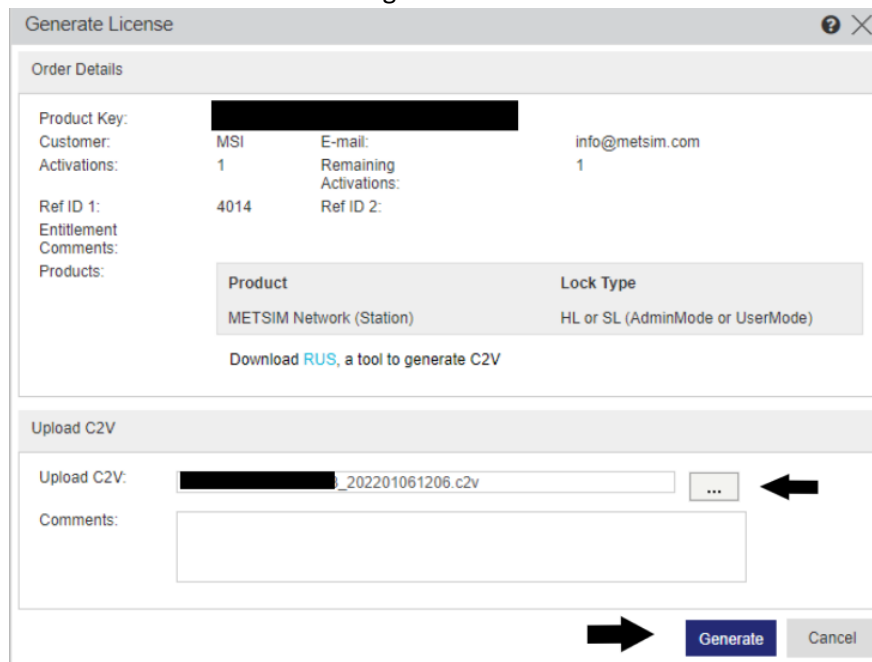 Generate License
Order Details
Product Key:
Customer: MSI E-mail: info@metsim.com
Activations: 1 Remaining Activations: 1
Ref ID 1: 4014 Ref ID 2:
Entitlement
Comments:
Products:
Product Lock Type
METSIM Network (Station) HL or SL (AdminMode or UserMode)
Download RUS, a tool to generate C2V
Upload C2V
Upload C2V: _202201061206.c2v ...
Comments:
Generate Cancel